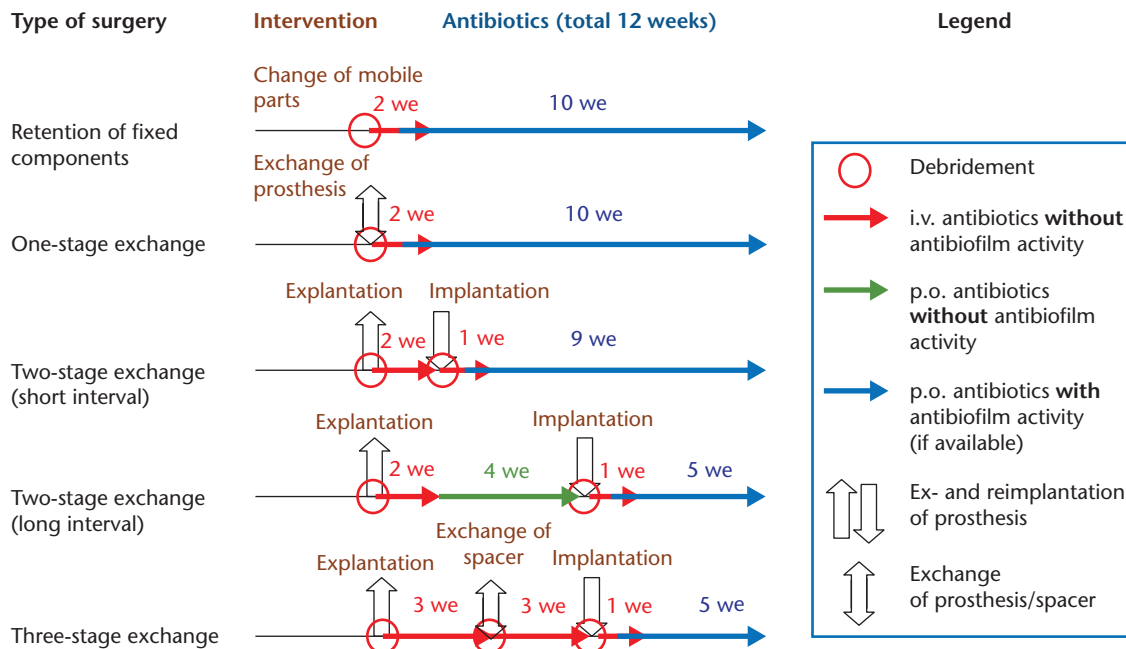 Type of surgery
Intervention
Antibiotics (total 12 weeks)
Legend
Change of mobile
parts
2 we
10 we
Retention of fixed
components
Exchange of
prosthesis
2 we
10 we
One-stage exchange
Explantation
Implantation
2 we
1 we
9 we
Two-stage exchange
(short interval)
Explantation
Implantation
2 we
4 we
1 we
5 we
Two-stage exchange
(long interval)
Explantation
Exchange of
spacer
Implantation
3 we
3 we
1 we
5 we
Three-stage exchange
Debridement
i.v. antibiotics without
antibiofilm activity
p.o. antibiotics
without antibiofilm
activity
p.o. antibiotics with
antibiofilm activity
(if available)
Ex- and reimplantation
of prosthesis
Exchange
of prosthesis/spacer